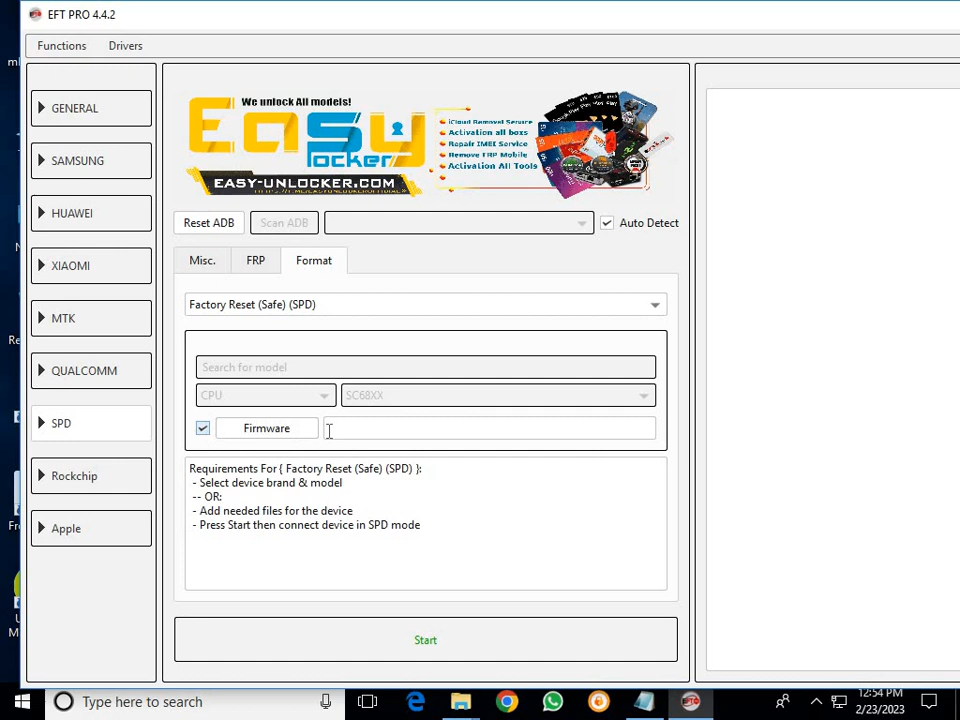 EFT PRO 4.4.2
Functions
Drivers
GENERAL
SAMSUNG
HUAWEI
XIAOMI
MTK
QUALCOMM
SPD
Rockchip
Apple
We unlock All models!
Easy
locker
EASY-UNLOCKER.COM
iCloud Removed Service
Activation all boxs
Repair IMEI Service
Remove FRP Mobile
Activation All Tools
Reset ADB
Scan ADB
Auto Detect
Misc.
FRP
Format
Factory Reset (Safe) (SPD)
Search for model
CPU
SC68XX
Firmware
Requirements For { Factory Reset (Safe) (SPD) }:
- Select device brand & model
-- OR:
- Add needed files for the device
- Press Start then connect device in SPD mode
Start
Type here to search
12:54 PM
2/23/2023